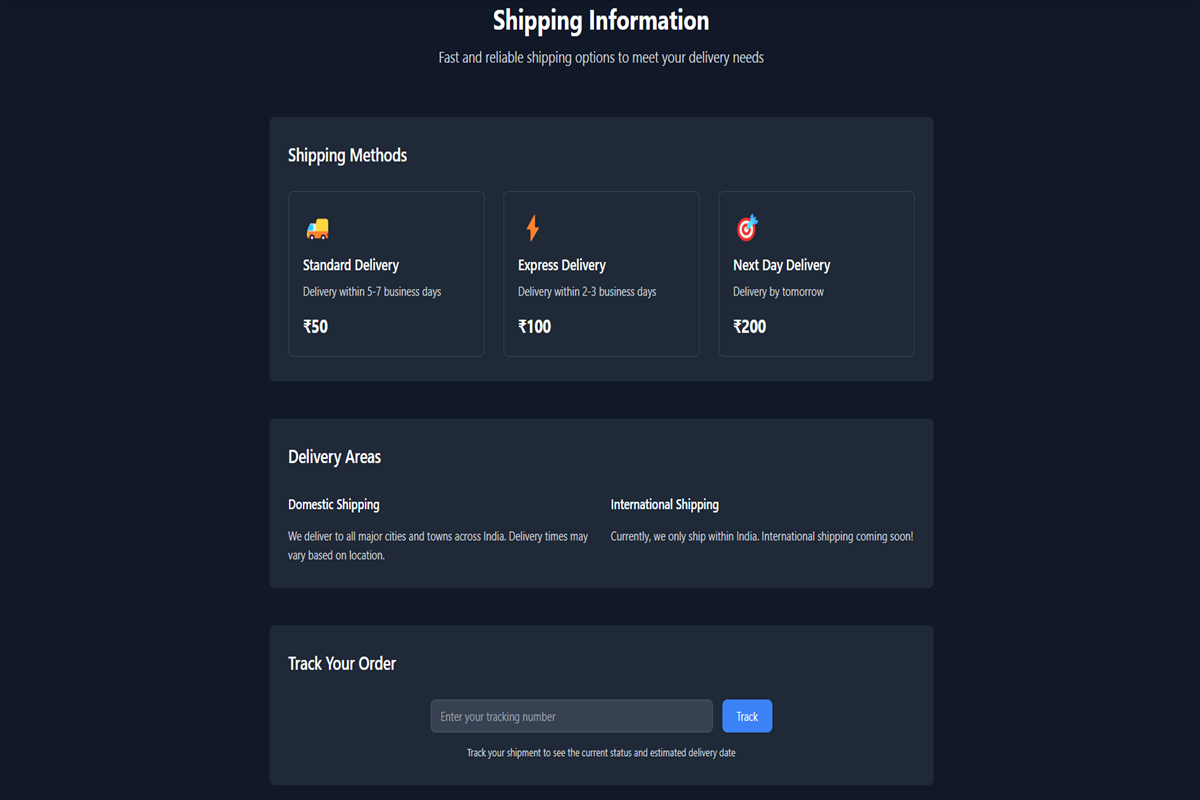 Shipping Information
Fast and reliable shipping options to meet your delivery needs
Shipping Methods
Standard Delivery
Delivery within 5-7 business days
₹50
Express Delivery
Delivery within 2-3 business days
₹100
Next Day Delivery
Delivery by tomorrow
₹200
Delivery Areas
Domestic Shipping
We deliver to all major cities and towns across India. Delivery times may
vary based on location.
International Shipping
Currently, we only ship within India. International shipping coming soon!
Track Your Order
Enter your tracking number
Track
Track your shipment to see the current status and estimated delivery date